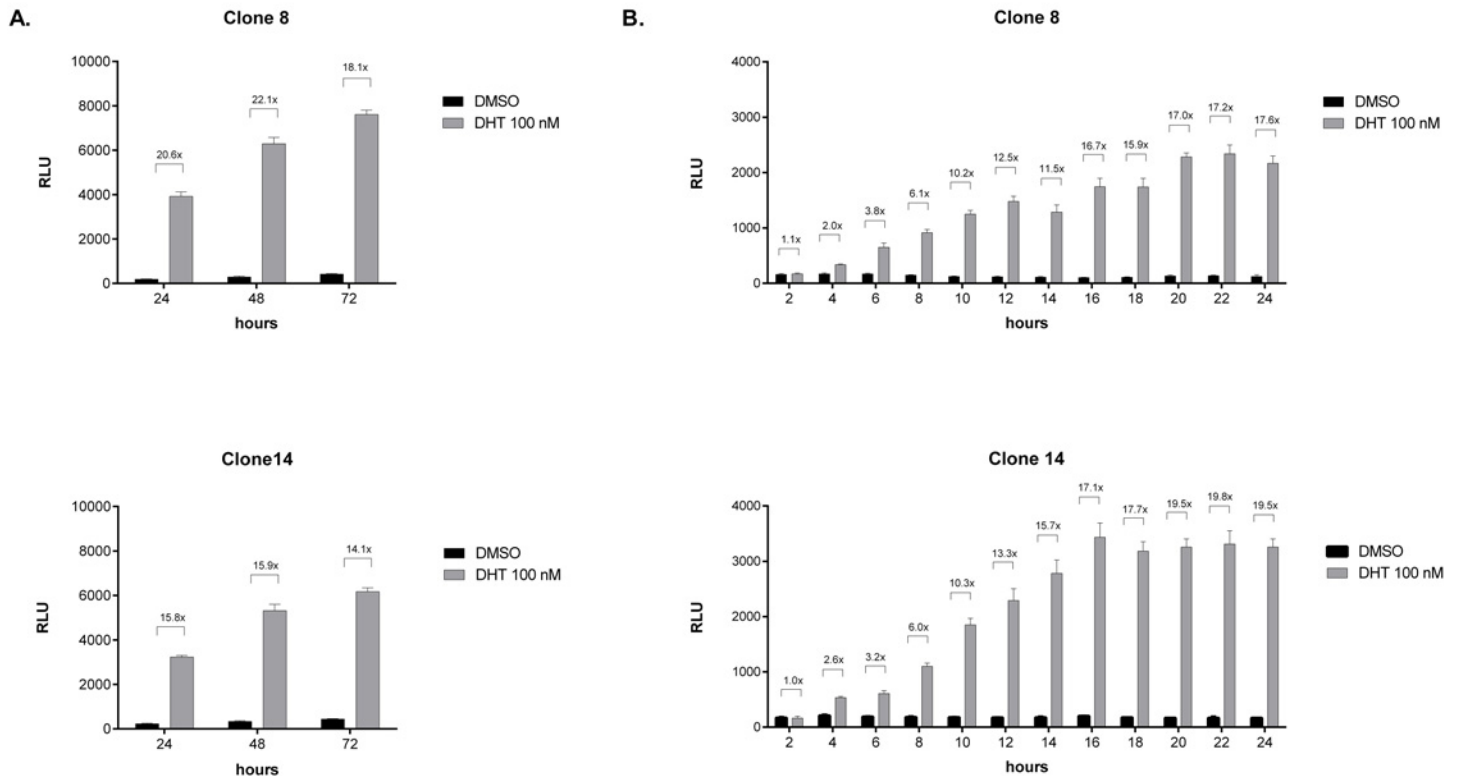 A.
Clone 8
10000
8000
6000
4000
2000
0
RLU
20.6x
22.1x
18.1x
24 48 72
hours
DMSO
DHT 100 nM
B.
Clone 8
4000
3000
2000
1000
0
RLU
1.1x 2.0x 3.8x 6.1x 10.2x 12.5x 11.5x 16.7x 15.9x 17.0x 17.2x 17.6x
2 4 6 8 10 12 14 16 18 20 22 24
hours
DMSO
DHT 100 nM
Clone14
10000
8000
6000
4000
2000
0
RLU
15.8x
15.9x
14.1x
24 48 72
hours
DMSO
DHT 100 nM
Clone 14
4000
3000
2000
1000
0
RLU
1.0x 2.6x 3.2x 6.0x 10.3x 13.3x 15.7x 17.1x 17.7x 19.5x 19.8x 19.5x
2 4 6 8 10 12 14 16 18 20 22 24
hours
DMSO
DHT 100 nM